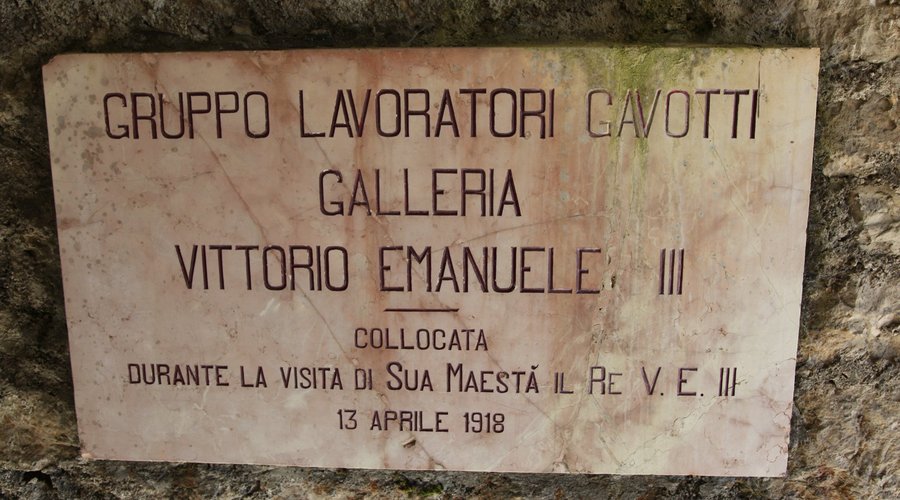 GRUPPO LAVORATORI GAVOTTI
GALLERIA
VITTORIO EMANUELE III
COLLOCATA
DURANTE LA VISITA DI SUA MAESTÀ IL RE V. E. III
13 APRILE 1918